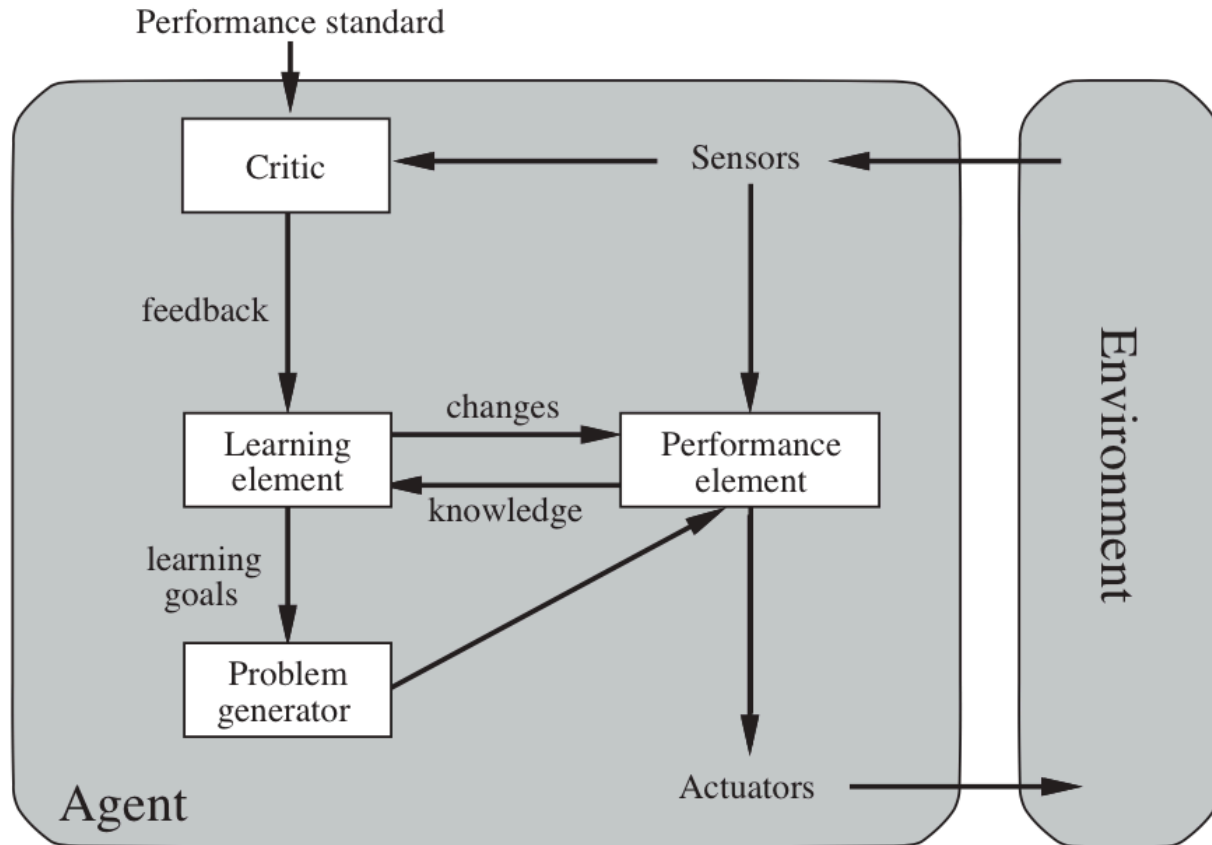 Performance standard
Critic
Sensors
feedback
changes
Learning
element
Performance
element
knowledge
learning
goals
Problem
generator
Actuators
Agent
Environment